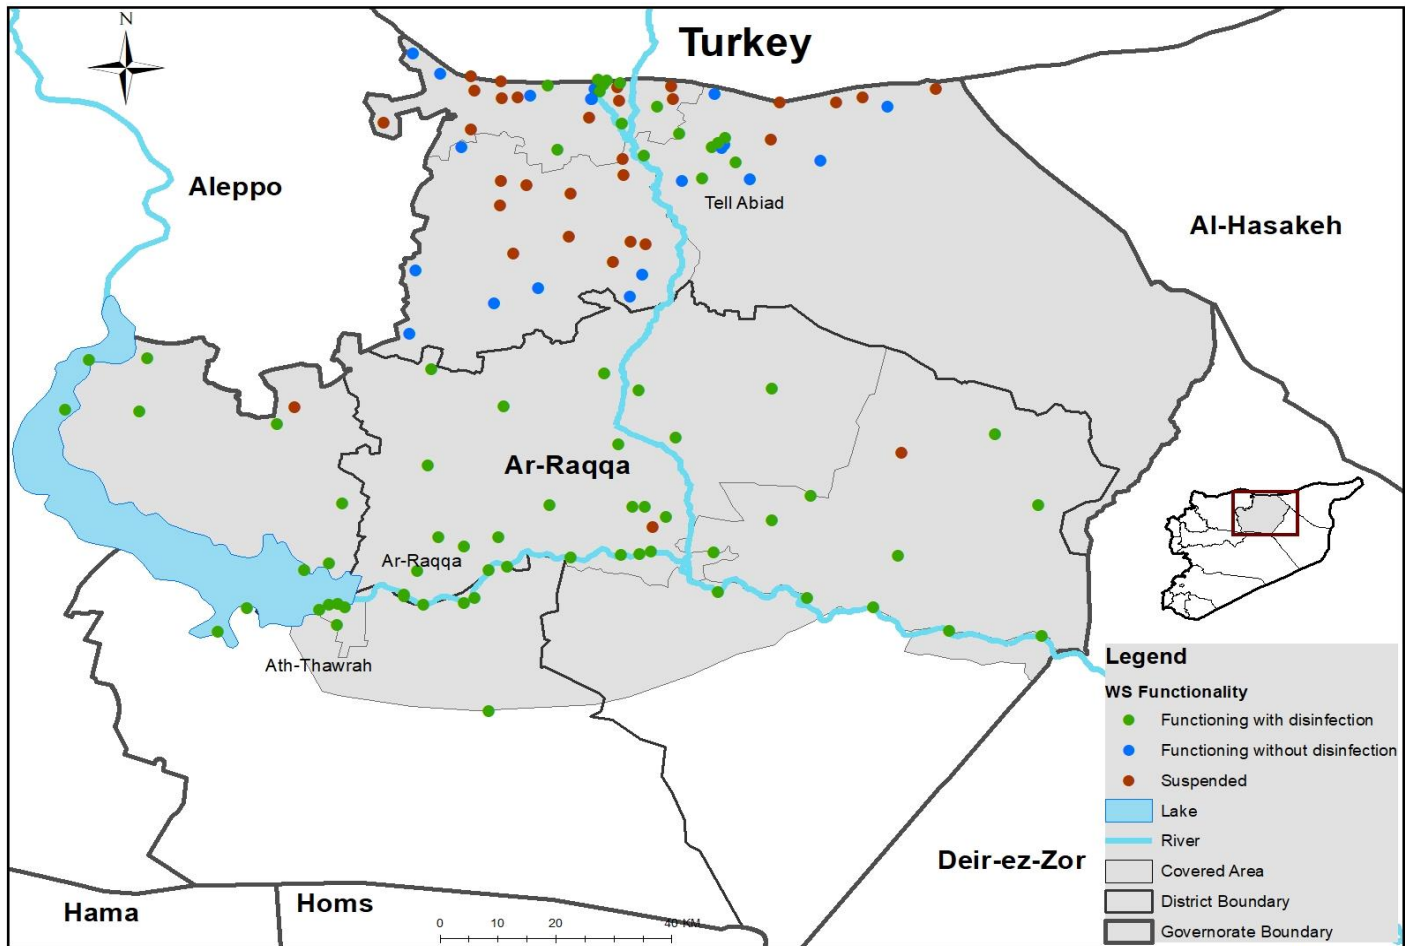 N
Turkey
Aleppo
Tell Abiad
Al-Hasakeh
Ar-Raqqa
Ar-Raqqa
Ath-Thawrah
Deir-ez-Zor
Hama
Homs
0 10 20 40 KM
Legend
WS Functionality
Functioning with disinfection
Functioning without disinfection
Suspended
Lake
River
Covered Area
District Boundary
Governorate Boundary